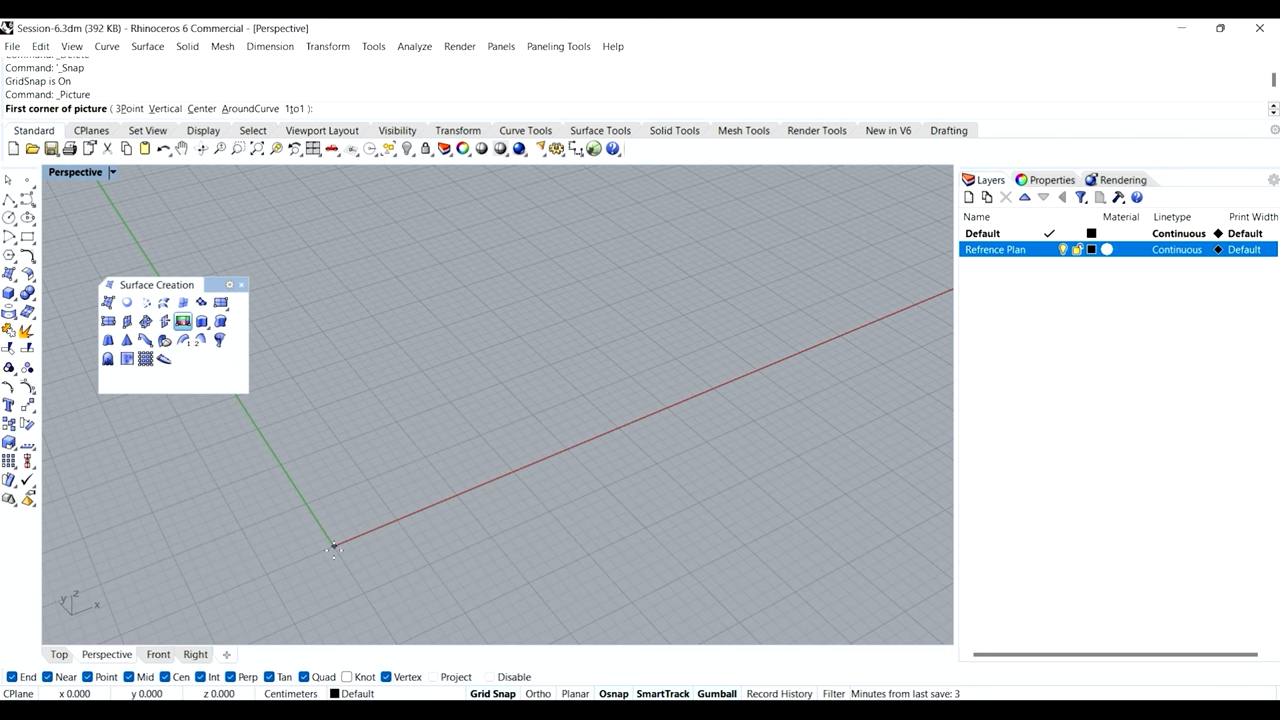 Session-6.3dm (392 KB) - Rhinoceros 6 Commercial - [Perspective]
File Edit View Curve Surface Solid Mesh Dimension Transform Tools Analyze Render Panels Paneling Tools Help
Command: '_Snap
GridSnap is On
Command: _Picture
First corner of picture ( 3Point Vertical Center AroundCurve 1to1 ):
Standard CPlanes Set View Display Select Viewport Layout Visibility Transform Curve Tools Surface Tools Solid Tools Mesh Tools Render Tools New in V6 Drafting
Perspective
Layers Properties Rendering
Name Material Linetype Print Width
Default Continuous Default
Refrence Plan Continuous Default
Surface Creation
y z x
Top Perspective Front Right
End Near Point Mid Cen Int Perp Tan Quad Knot Vertex Project Disable
CPlane x 0.000 y 0.000 z 0.000 Centimeters Default Grid Snap Ortho Planar Osnap SmartTrack Gumball Record History Filter Minutes from last save: 3